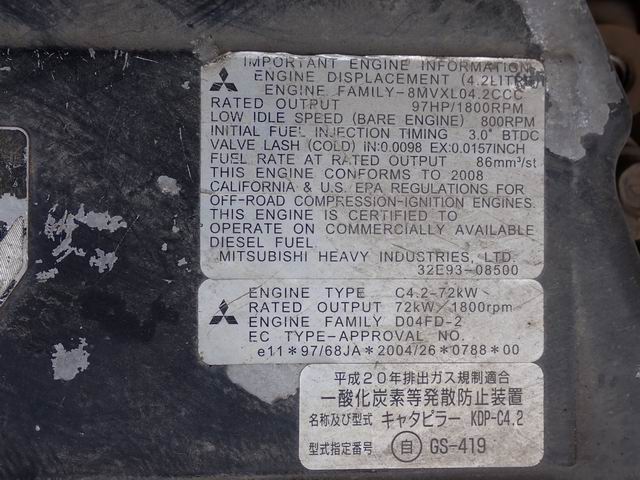 IMPORTANT ENGINE INFORMATION
ENGINE DISPLACEMENT (4.2LITR
ENGINE FAMILY-8MVXL04.2CCC
RATED OUTPUT 97HP/1800RPM
LOW IDLE SPEED (BARE ENGINE) 800RPM
INITIAL FUEL INJECTION TIMING 3.0° BTDC
VALVE LASH (COLD) IN:0.0098 EX:0.0157INCH
FUEL RATE AT RATED OUTPUT 86mm³/st
THIS ENGINE CONFORMS TO 2008
CALIFORNIA & U.S. EPA REGULATIONS FOR
OFF-ROAD COMPRESSION-IGNITION ENGINES.
THIS ENGINE IS CERTIFIED TO
OPERATE ON COMMERCIALLY AVAILABLE
DIESEL FUEL
MITSUBISHI HEAVY INDUSTRIES, LTD.
32E93-08500
ENGINE TYPE C4.2-72kW
RATED OUTPUT 72kW/1800rpm
ENGINE FAMILY D04FD-2
EC TYPE-APPROVAL NO.
e11*97/68JA*2004/26*0788*00
平成20年排出ガス規制適合
一酸化炭素等発散防止装置
名称及び型式 キャタピラー KDP-C4.2
型式指定番号 自 GS-419